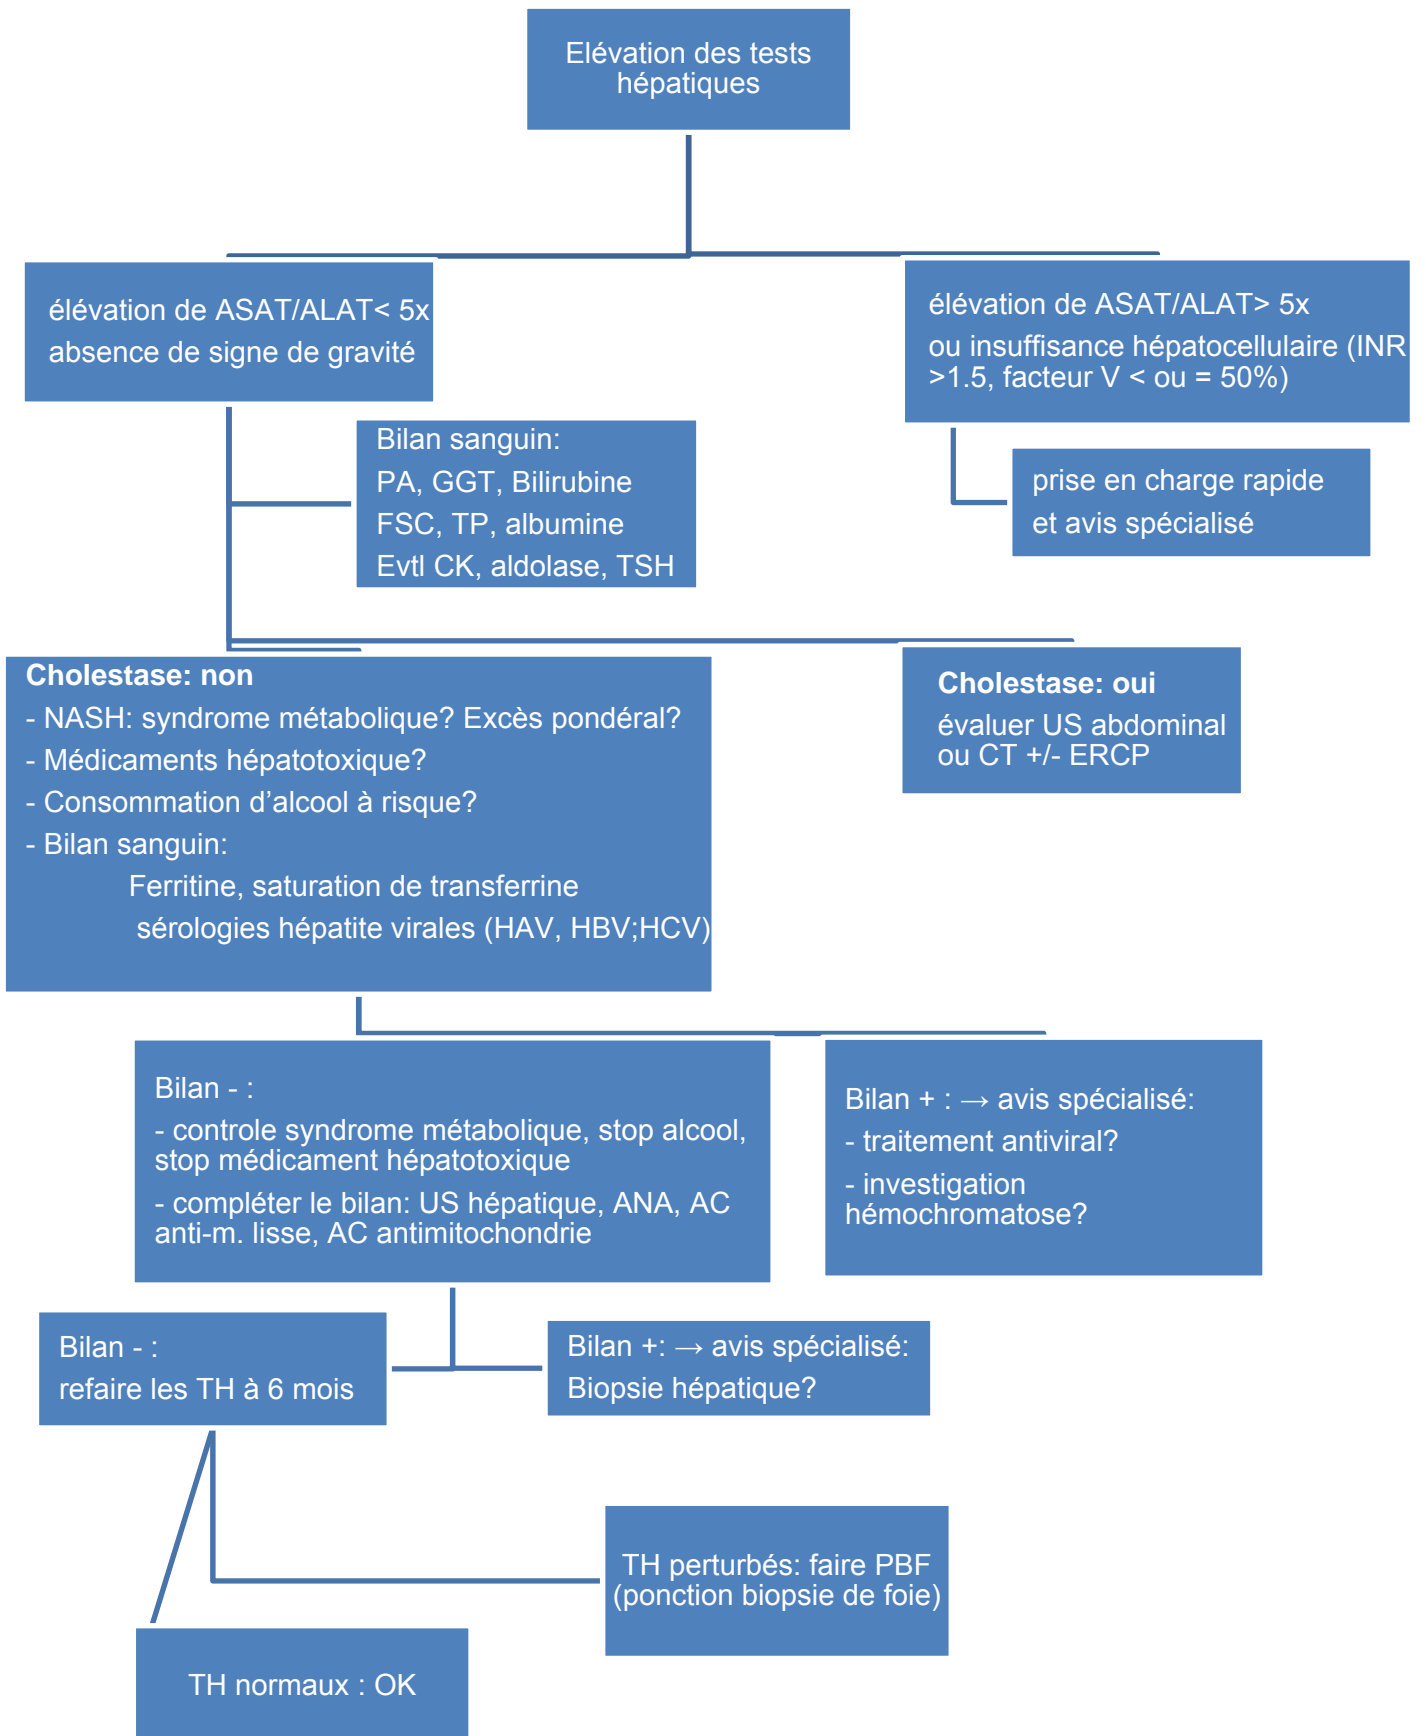 Elévation des tests
hépatiques
élévation de ASAT/ALAT< 5x
absence de signe de gravité
élévation de ASAT/ALAT> 5x
ou insuffisance hépatocellulaire (INR
>1.5, facteur V < ou = 50%)
Bilan sanguin:
PA, GGT, Bilirubine
FSC, TP, albumine
Evtl CK, aldolase, TSH
prise en charge rapide
et avis spécialisé
Cholestase: non
- NASH: syndrome métabolique? Excès pondéral?
- Médicaments hépatotoxique?
- Consommation d’alcool à risque?
- Bilan sanguin:
Ferritine, saturation de transferrine
sérologies hépatite virales (HAV, HBV;HCV)
Cholestase: oui
évaluer US abdominal
ou CT +/- ERCP
Bilan - :
- controle syndrome métabolique, stop alcool,
stop médicament hépatotoxique
- compléter le bilan: US hépatique, ANA, AC
anti-m. lisse, AC antimitochondrie
Bilan + : → avis spécialisé:
- traitement antiviral?
- investigation
hémochromatose?
Bilan - :
refaire les TH à 6 mois
Bilan +: → avis spécialisé:
Biopsie hépatique?
TH perturbés: faire PBF
(ponction biopsie de foie)
TH normaux : OK